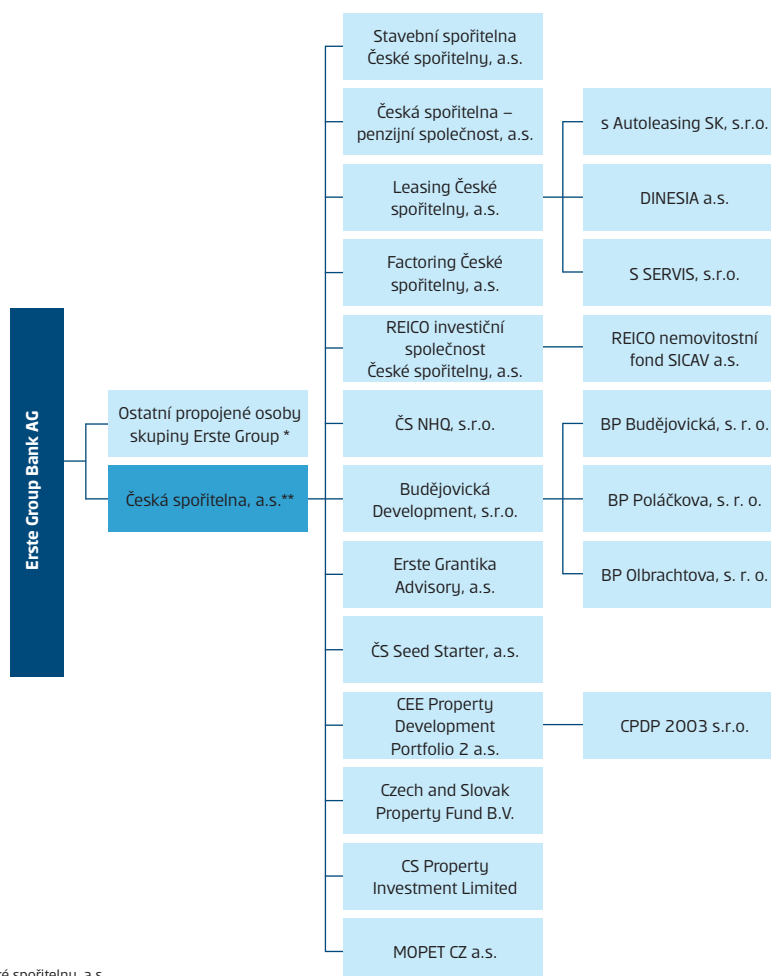 Erste Group Bank AG
Ostatní propojené osoby
skupiny Erste Group *
Česká spořitelna, a.s.**
Stavební spořitelna
České spořitelny, a.s.
Česká spořitelna –
penzijní společnost, a.s.
Leasing České
spořitelny, a.s.
Factoring České
spořitelny, a.s.
REICO investiční
společnost
České spořitelny, a.s.
ČS NHQ, s.r.o.
Budějovická
Development, s.r.o.
Erste Grantika
Advisory, a.s.
ČS Seed Starter, a.s.
CEE Property
Development
Portfolio 2 a.s.
Czech and Slovak
Property Fund B.V.
CS Property
Investment Limited
MOPET CZ a.s.
s Autoleasing SK, s.r.o.
DINESIA a.s.
S SERVIS, s.r.o.
REICO nemovitostní
fond SICAV a.s.
BP Budějovická, s. r. o.
BP Poláčkova, s. r. o.
BP Olbrachtova, s. r. o.
CPDP 2003 s.r.o.
spořitelny, a.s.